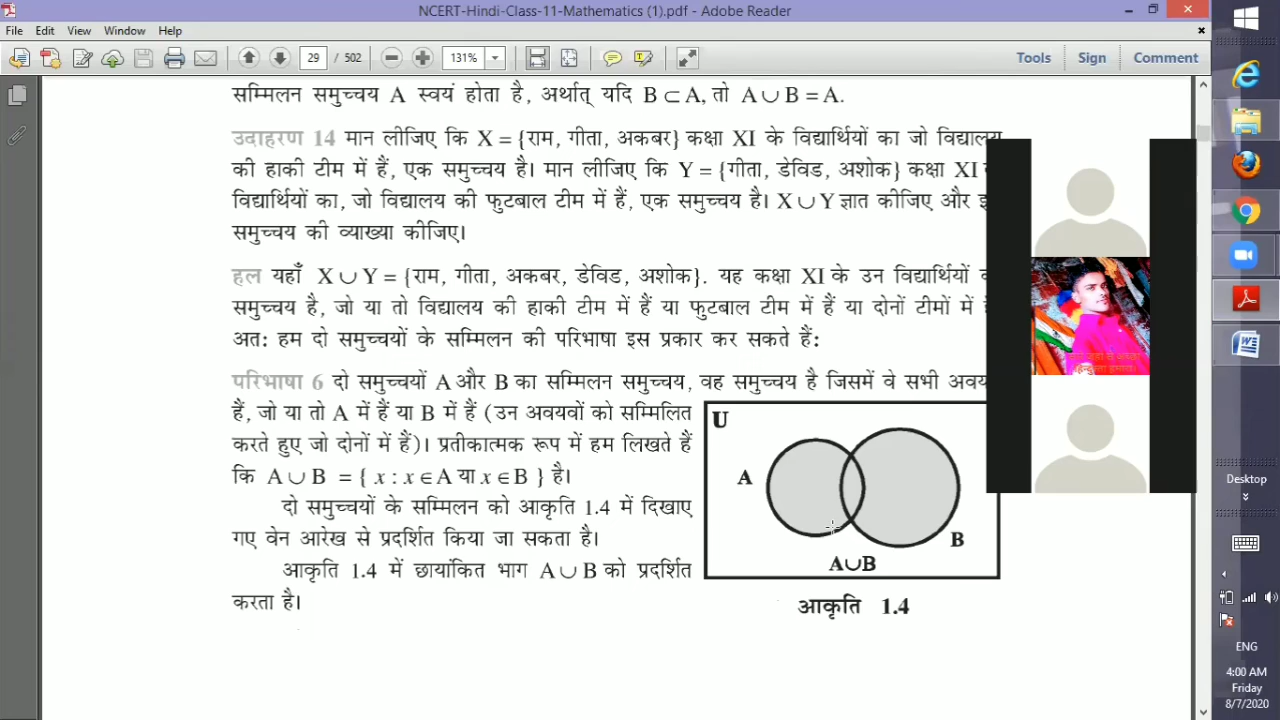 NCERT-Hindi-Class-11-Mathematics (1).pdf - Adobe Reader
File Edit View Window Help
29 / 502 131% Tools Sign Comment
सम्मिलन समुच्चय A स्वयं होता है, अर्थात् यदि B ⊂ A, तो A ∪ B = A.
उदाहरण 14 मान लीजिए कि X = {राम, गीता, अकबर} कक्षा XI के विद्यार्थियों का जो विद्यालय
की हाकी टीम में हैं, एक समुच्चय है। मान लीजिए कि Y = {गीता, डेविड, अशोक} कक्षा XI
विद्यार्थियों का, जो विद्यालय की फुटबाल टीम में हैं, एक समुच्चय है। X ∪ Y ज्ञात कीजिए और
समुच्चय की व्याख्या कीजिए।
हल यहाँ X ∪ Y = {राम, गीता, अकबर, डेविड, अशोक}. यह कक्षा XI के उन विद्यार्थियों
समुच्चय है, जो या तो विद्यालय की हाकी टीम में हैं या फुटबाल टीम में हैं या दोनों टीमों में
अत: हम दो समुच्चयों के सम्मिलन की परिभाषा इस प्रकार कर सकते हैं:
परिभाषा 6 दो समुच्चयों A और B का सम्मिलन समुच्चय, वह समुच्चय है जिसमें वे सभी
हैं, जो या तो A में हैं या B में हैं (उन अवयवों को सम्मिलित
करते हुए जो दोनों में हैं)। प्रतीकात्मक रूप में हम लिखते हैं
कि A ∪ B = { x : x ∈ A या x ∈ B } है।
दो समुच्चयों के सम्मिलन को आकृति 1.4 में दिखाए
गए वेन आरेख से प्रदर्शित किया जा सकता है।
आकृति 1.4 में छायांकित भाग A ∪ B को प्रदर्शित
करता है।
U
A
B
A∪B
आकृति 1.4
Desktop
ENG
4:00 AM
Friday
8/7/2020